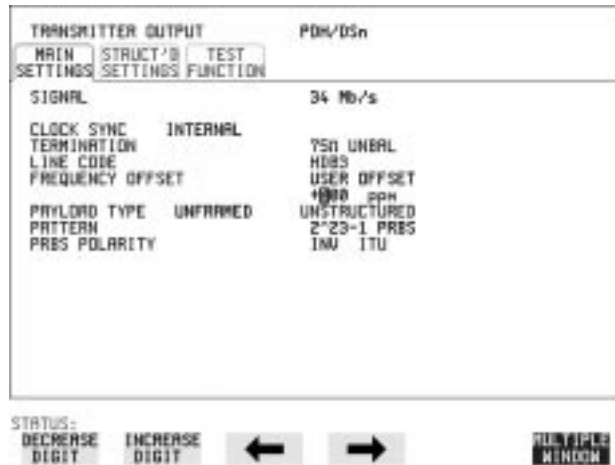 TRANSMITTER OUTPUT PDH/DSn
MAIN SETTINGS STRUCT'D SETTINGS TEST FUNCTION
SIGNAL 34 Mb/s
CLOCK SYNC INTERNAL
TERMINATION 75Ω UNBAL
LINE CODE HDB3
FREQUENCY OFFSET USER OFFSET
+000 ppm
PAYLOAD TYPE UNFRAMED UNSTRUCTURED
PATTERN 2^23-1 PRBS
PRBS POLARITY INV ITU
STATUS:
DECREASE DIGIT INCREASE DIGIT MULTIPLE WINDOW